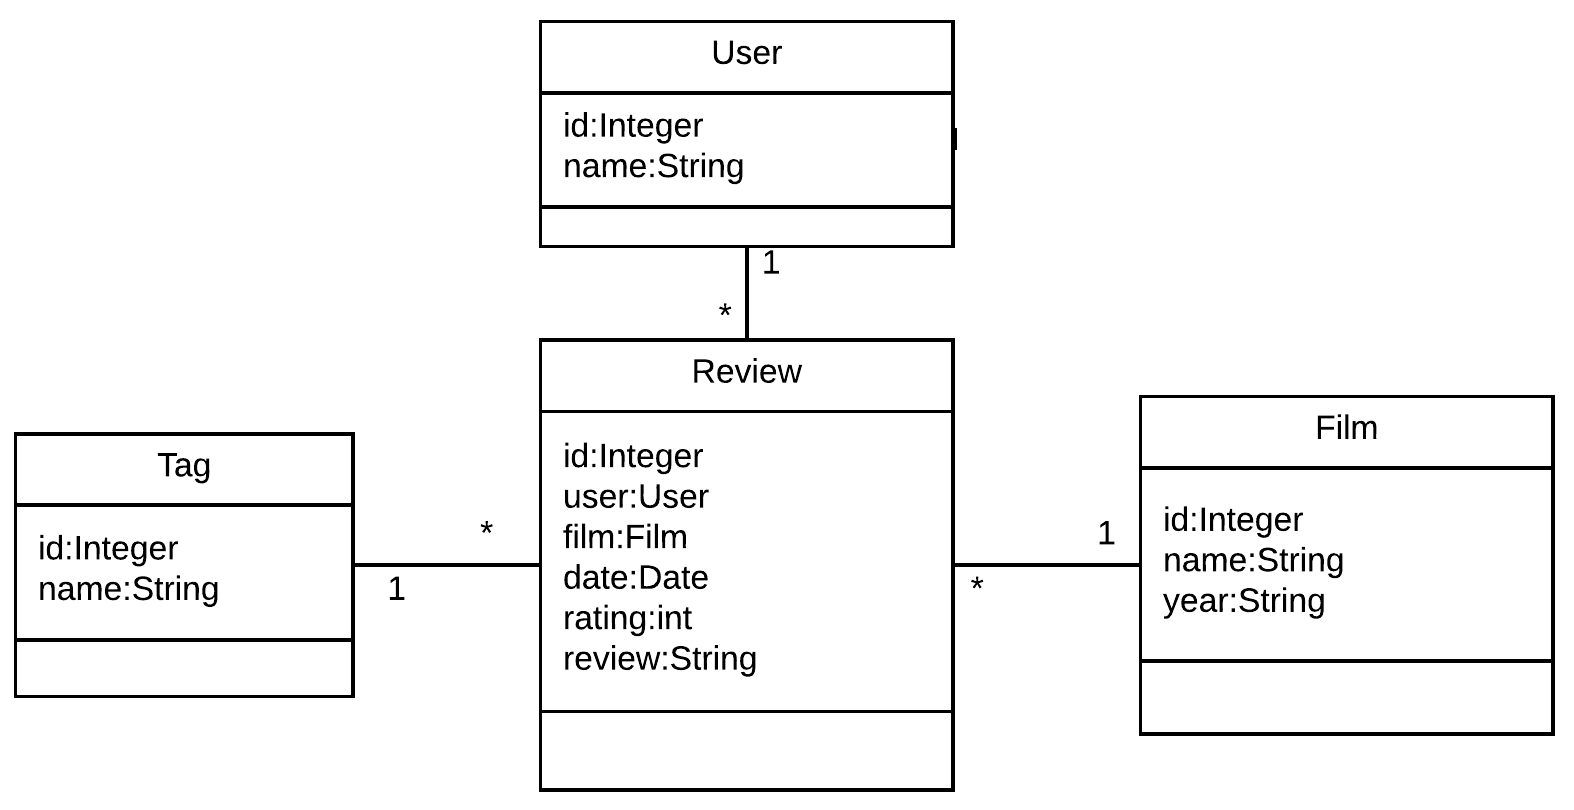 User
id:Integer
name:String
1
*
Review
id:Integer
user:User
film:Film
date:Date
rating:int
review:String
Tag
id:Integer
name:String
*
1
Film
id:Integer
name:String
year:String
1
*